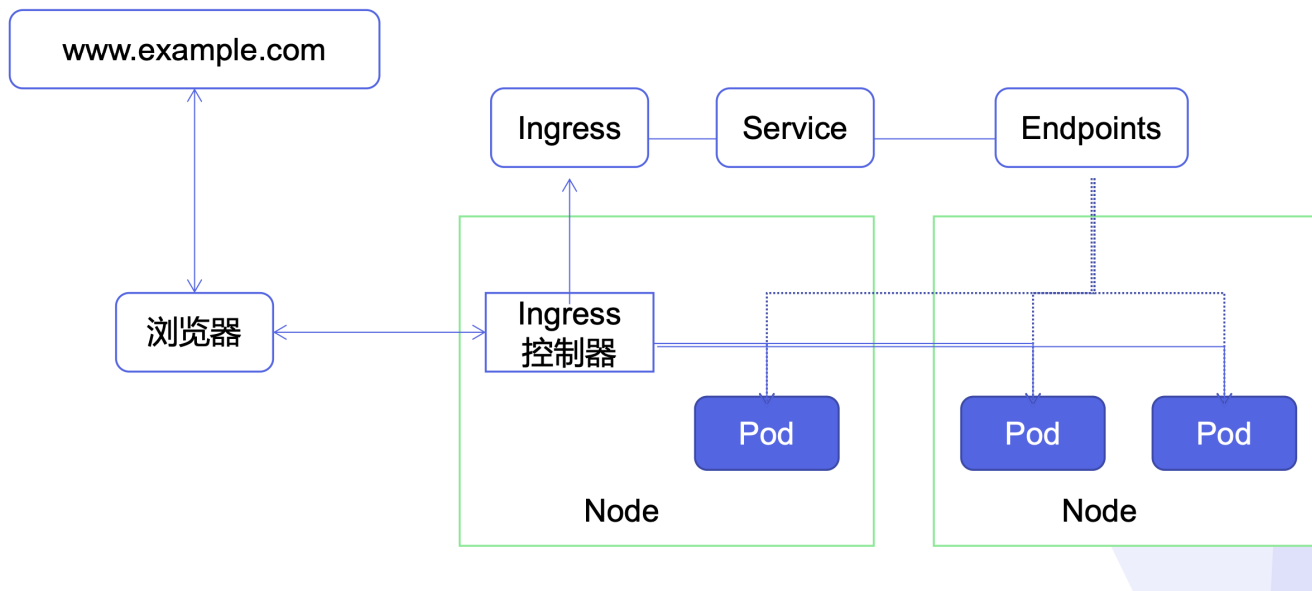 www.example.com
Ingress
Service
Endpoints
浏览器
Ingress
控制器
Pod
Pod
Pod
Node
Node